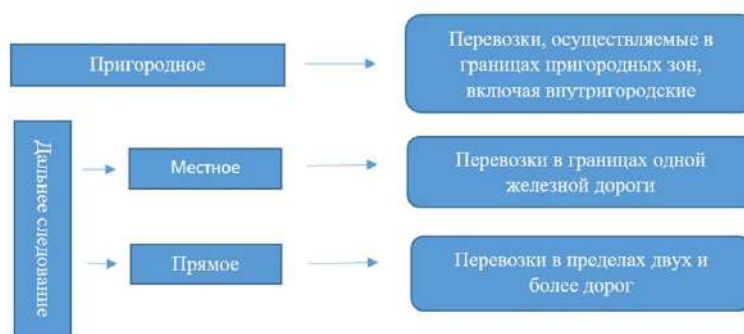 Пригородное
Перевозки, осуществляемые в
границах пригородных зон,
включая внутригородские
Дальнее следование
Местное
Перевозки в границах одной
железной дороги
Прямое
Перевозки в пределах двух и
более дорог